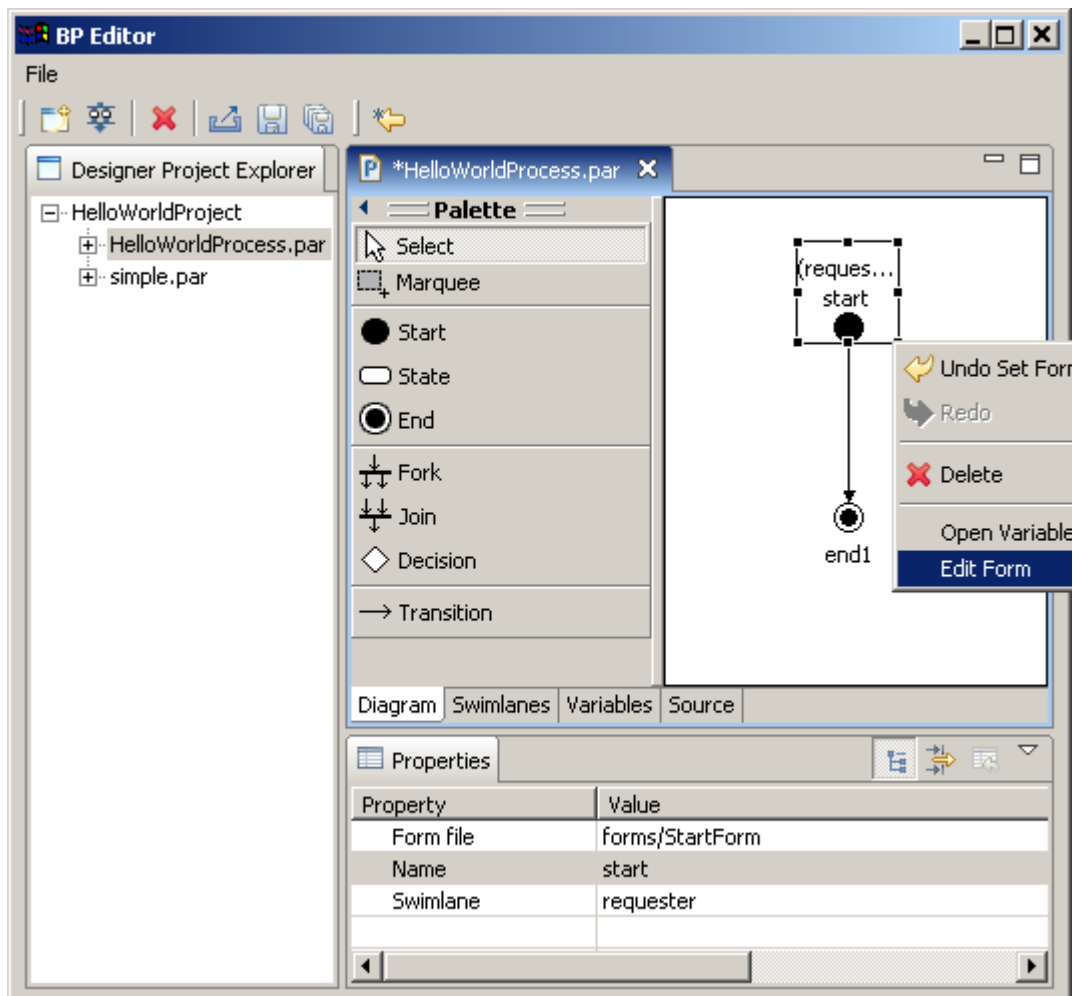 BP Editor
File
Designer Project Explorer
HelloWorldProject
HelloWorldProcess.par
simple.par
*HelloWorldProcess.par
Palette
Select
Marquee
Start
State
End
Fork
Join
Decision
Transition
(reques...
start
end1
Undo Set Forr
Redo
Delete
Open Variable
Edit Form
Diagram Swimlanes Variables Source
Properties
Property Value
Form file forms/StartForm
Name start
Swimlane requester